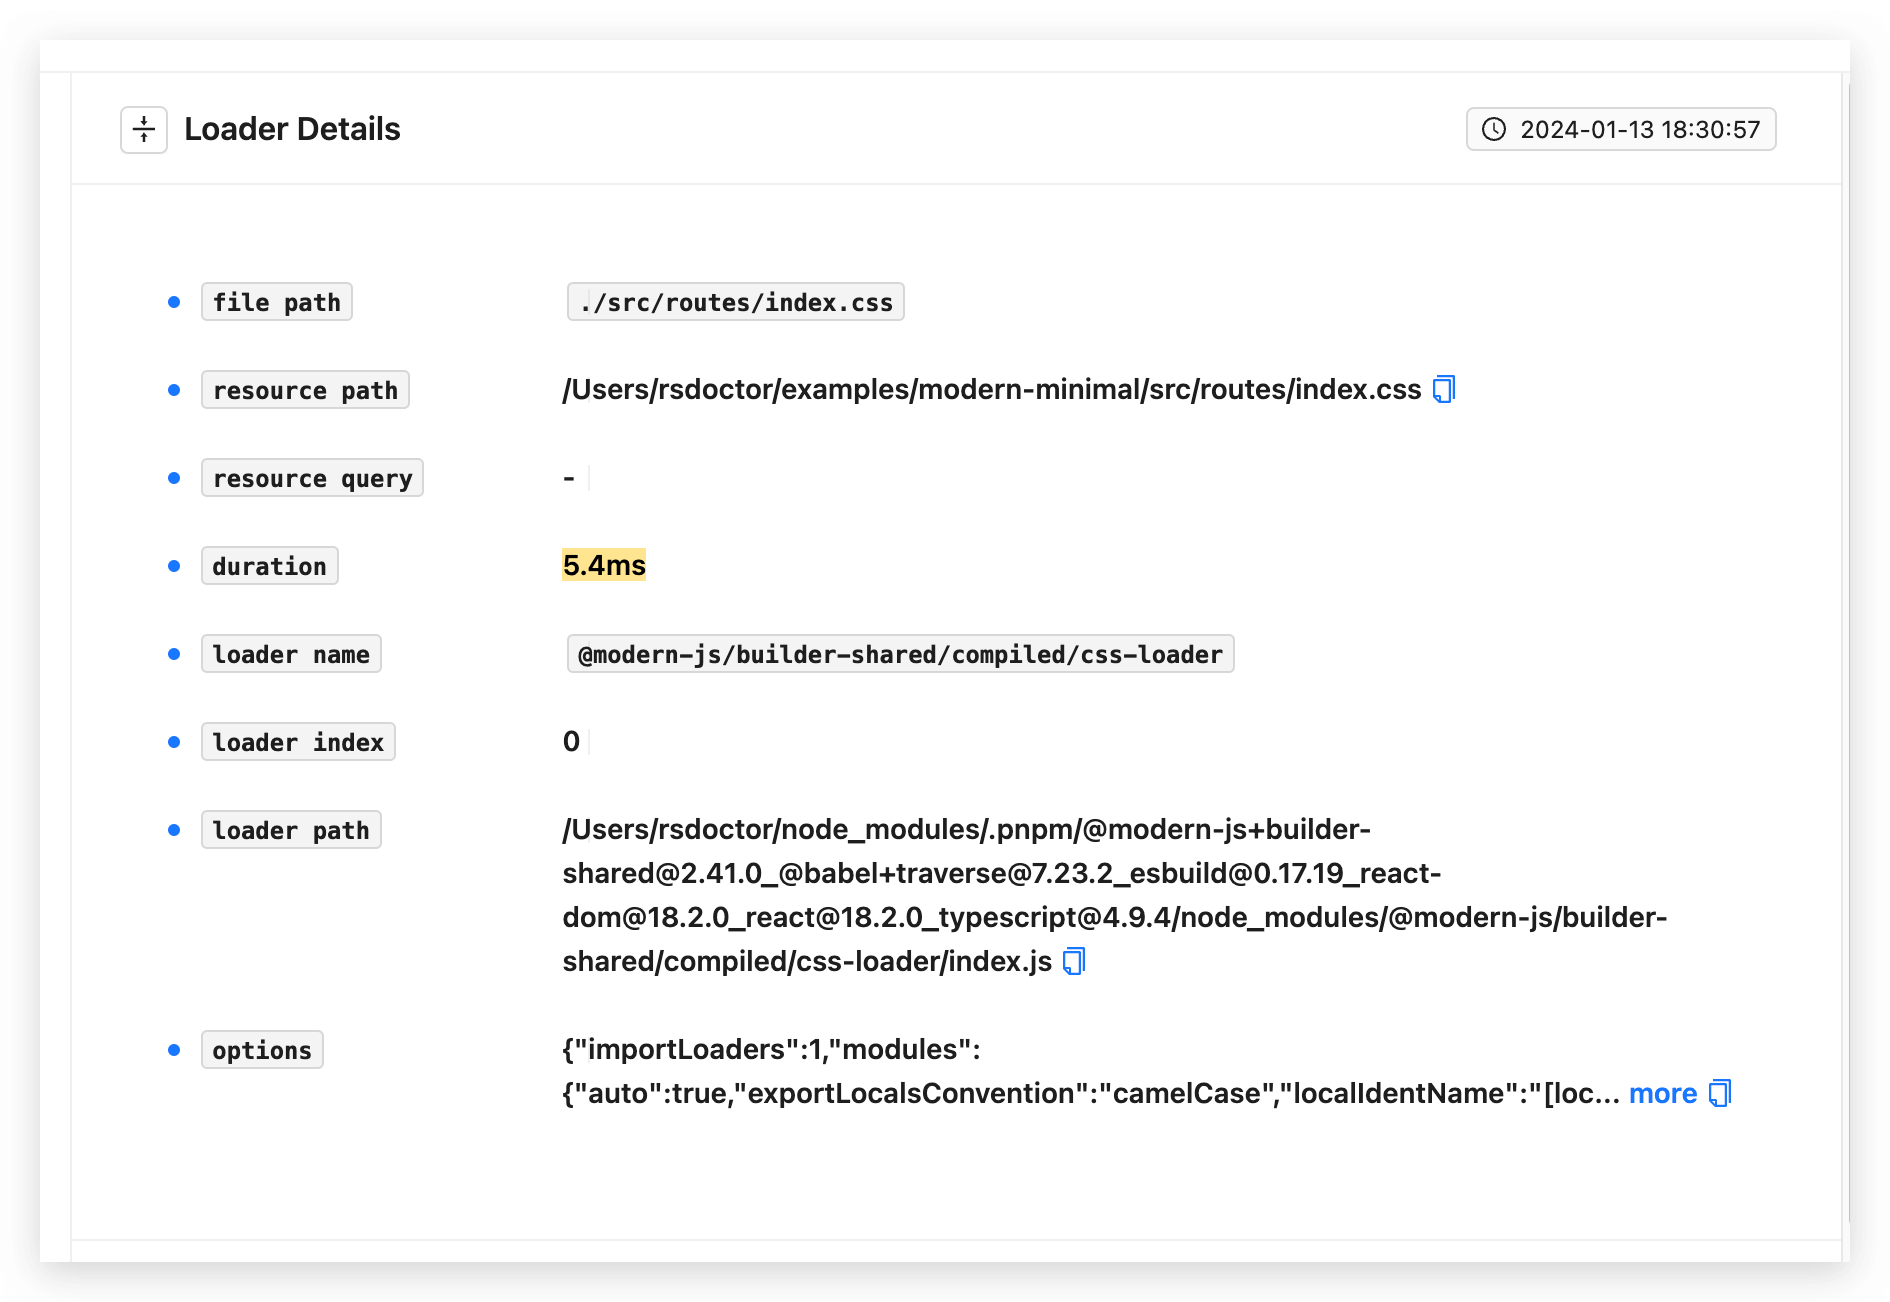 Loader Details
2024-01-13 18:30:57
file path
./src/routes/index.css
resource path
/Users/rsdoctor/examples/modern-minimal/src/routes/index.css
resource query
-
duration
5.4ms
loader name
@modern-js/builder-shared/compiled/css-loader
loader index
0
loader path
/Users/rsdoctor/node_modules/.pnpm/@modern-js+builder-
shared@2.41.0_@babel+traverse@7.23.2_esbuild@0.17.19_react-
dom@18.2.0_react@18.2.0_typescript@4.9.4/node_modules/@modern-js/builder-
shared/compiled/css-loader/index.js
options
{"importLoaders":1,"modules":
{"auto":true,"exportLocalsConvention":"camelCase","localIdentName":"[loc... more